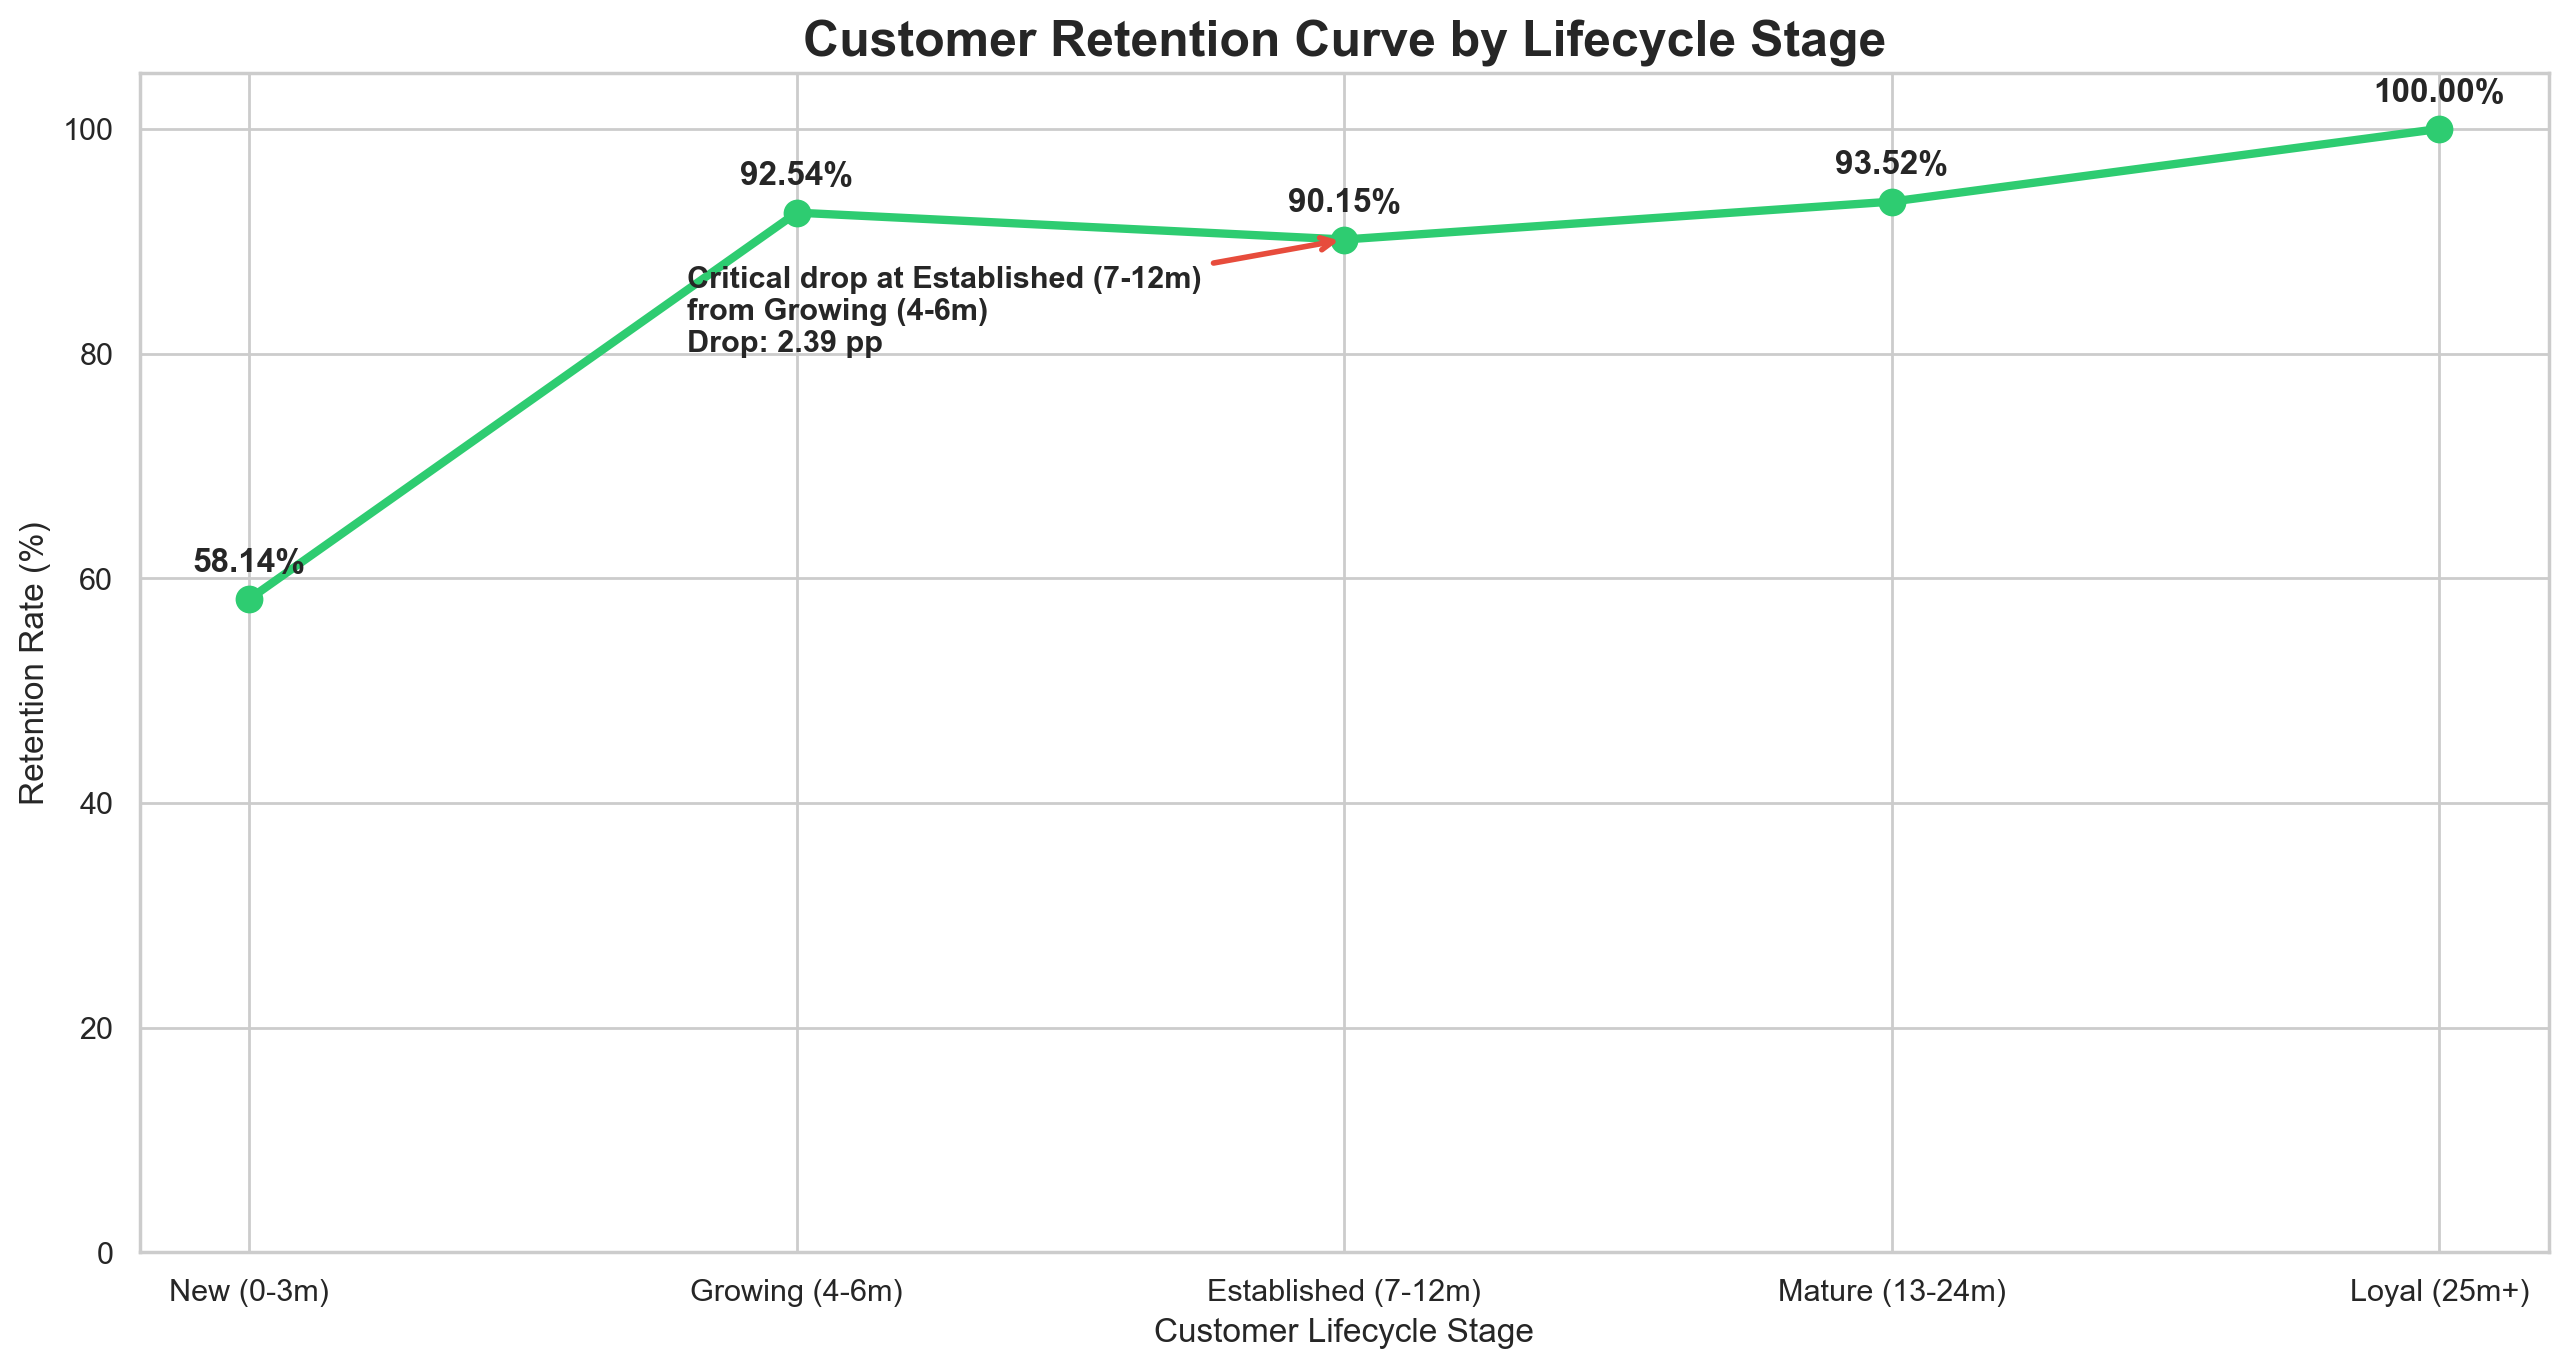 Customer Retention Curve by Lifecycle Stage
100.00%
100
93.52%
92.54%
90.15%
Critical drop at Established (7-12m)
from Growing (4-6m)
Drop: 2.39 pp
80
58.14%
60
Retention Rate (%)
40
20
0
New (0-3m)
Growing (4-6m)
Established (7-12m)
Mature (13-24m)
Loyal (25m+)
Customer Lifecycle Stage